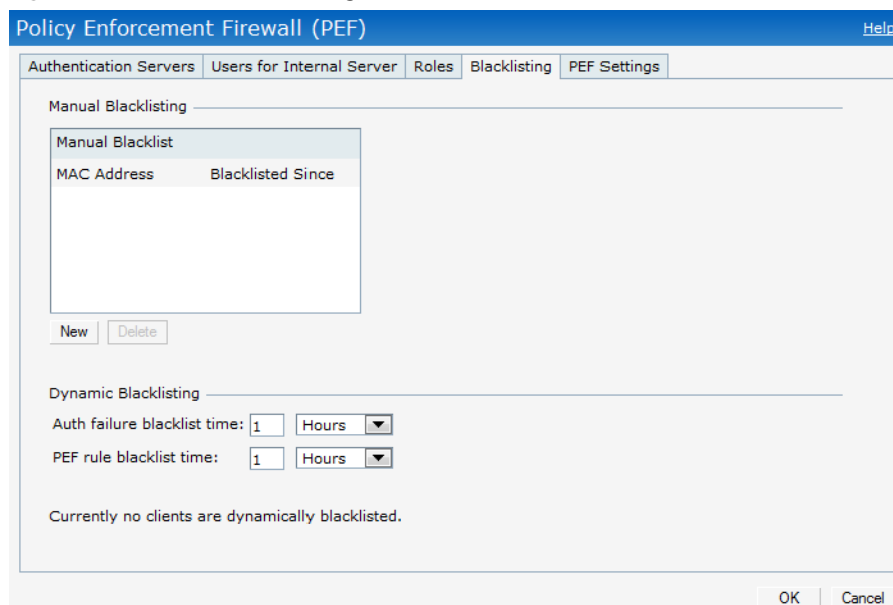 Policy Enforcement Firewall (PEF) Help
Authentication Servers Users for Internal Server Roles Blacklisting PEF Settings
Manual Blacklisting
Manual Blacklist
MAC Address Blacklisted Since
New Delete
Dynamic Blacklisting
Auth failure blacklist time: 1 Hours
PEF rule blacklist time: 1 Hours
Currently no clients are dynamically blacklisted.
OK Cancel